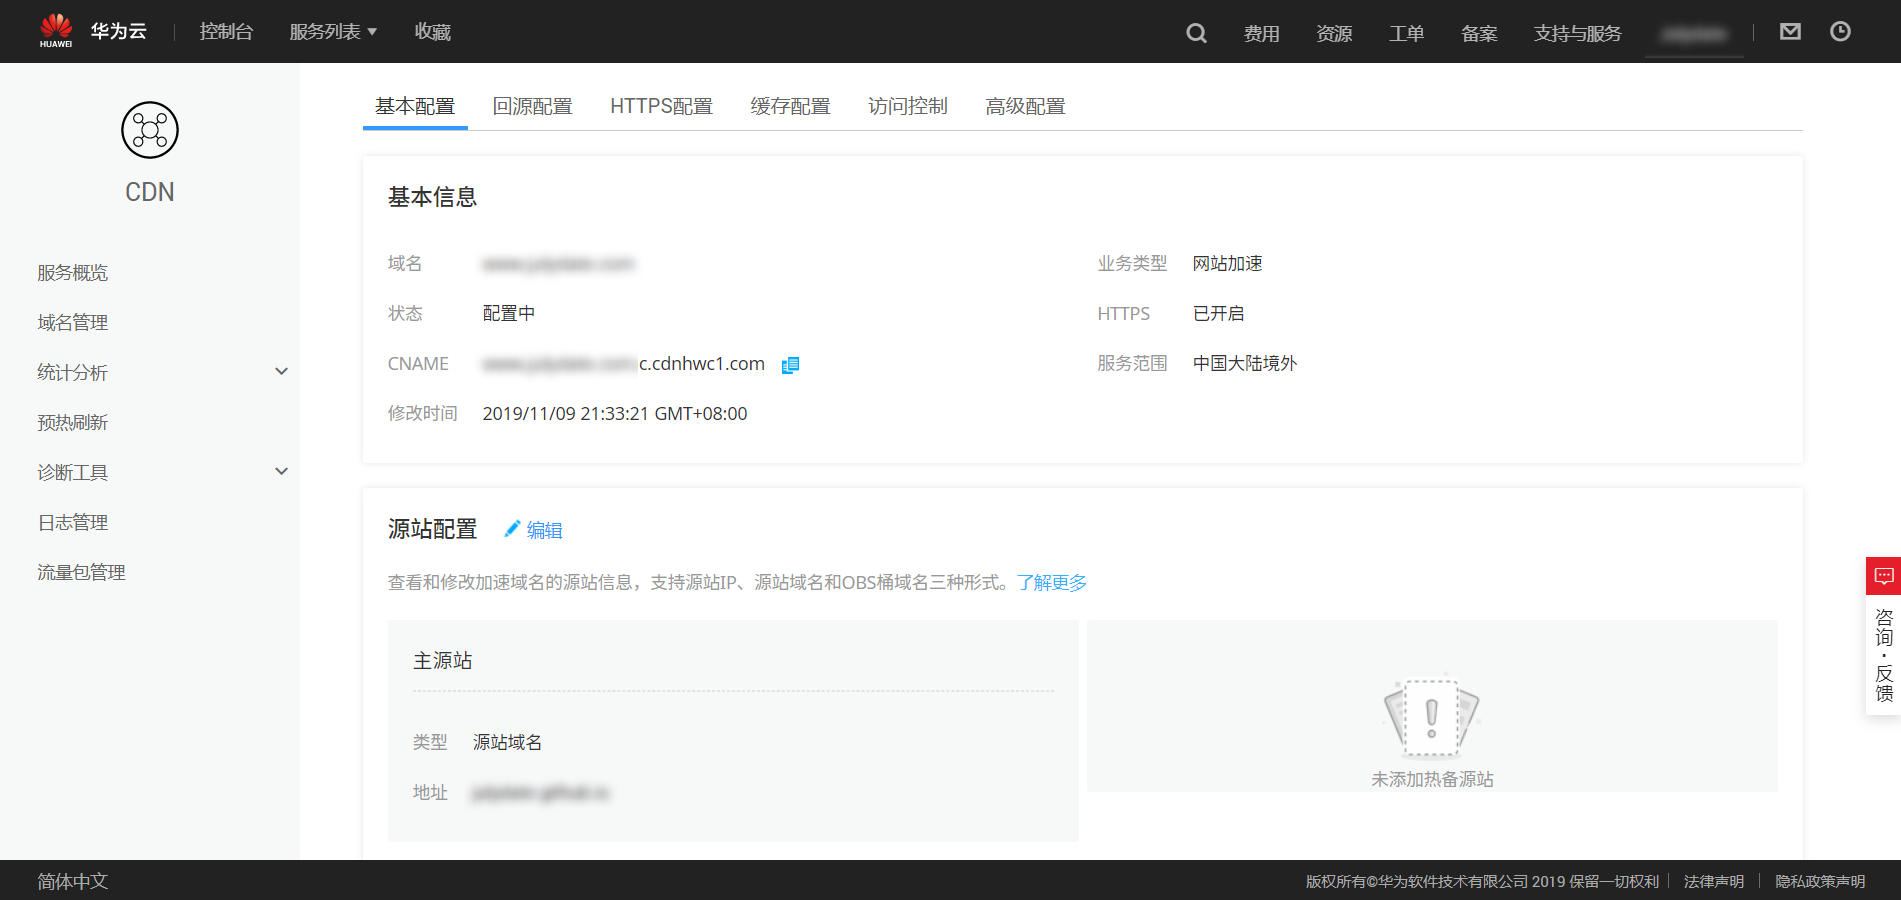 HUAWEI
华为云 控制台 服务列表 收藏 费用 资源 工单 备案 支持与服务
CDN
服务概览
域名管理
统计分析
预热刷新
诊断工具
日志管理
流量包管理
基本配置 回源配置 HTTPS配置 缓存配置 访问控制 高级配置
基本信息
域名
业务类型 网站加速
状态 配置中
HTTPS 已开启
CNAME c.cdnhwc1.com
服务范围 中国大陆境外
修改时间 2019/11/09 21:33:21 GMT+08:00
源站配置 编辑
查看和修改加速域名的源站信息，支持源站IP、源站域名和OBS桶域名三种形式。了解更多
主源站
类型 源站域名
地址
未添加热备源站
咨询·反馈
简体中文
版权所有©华为软件技术有限公司 2019 保留一切权利 法律声明 隐私政策声明